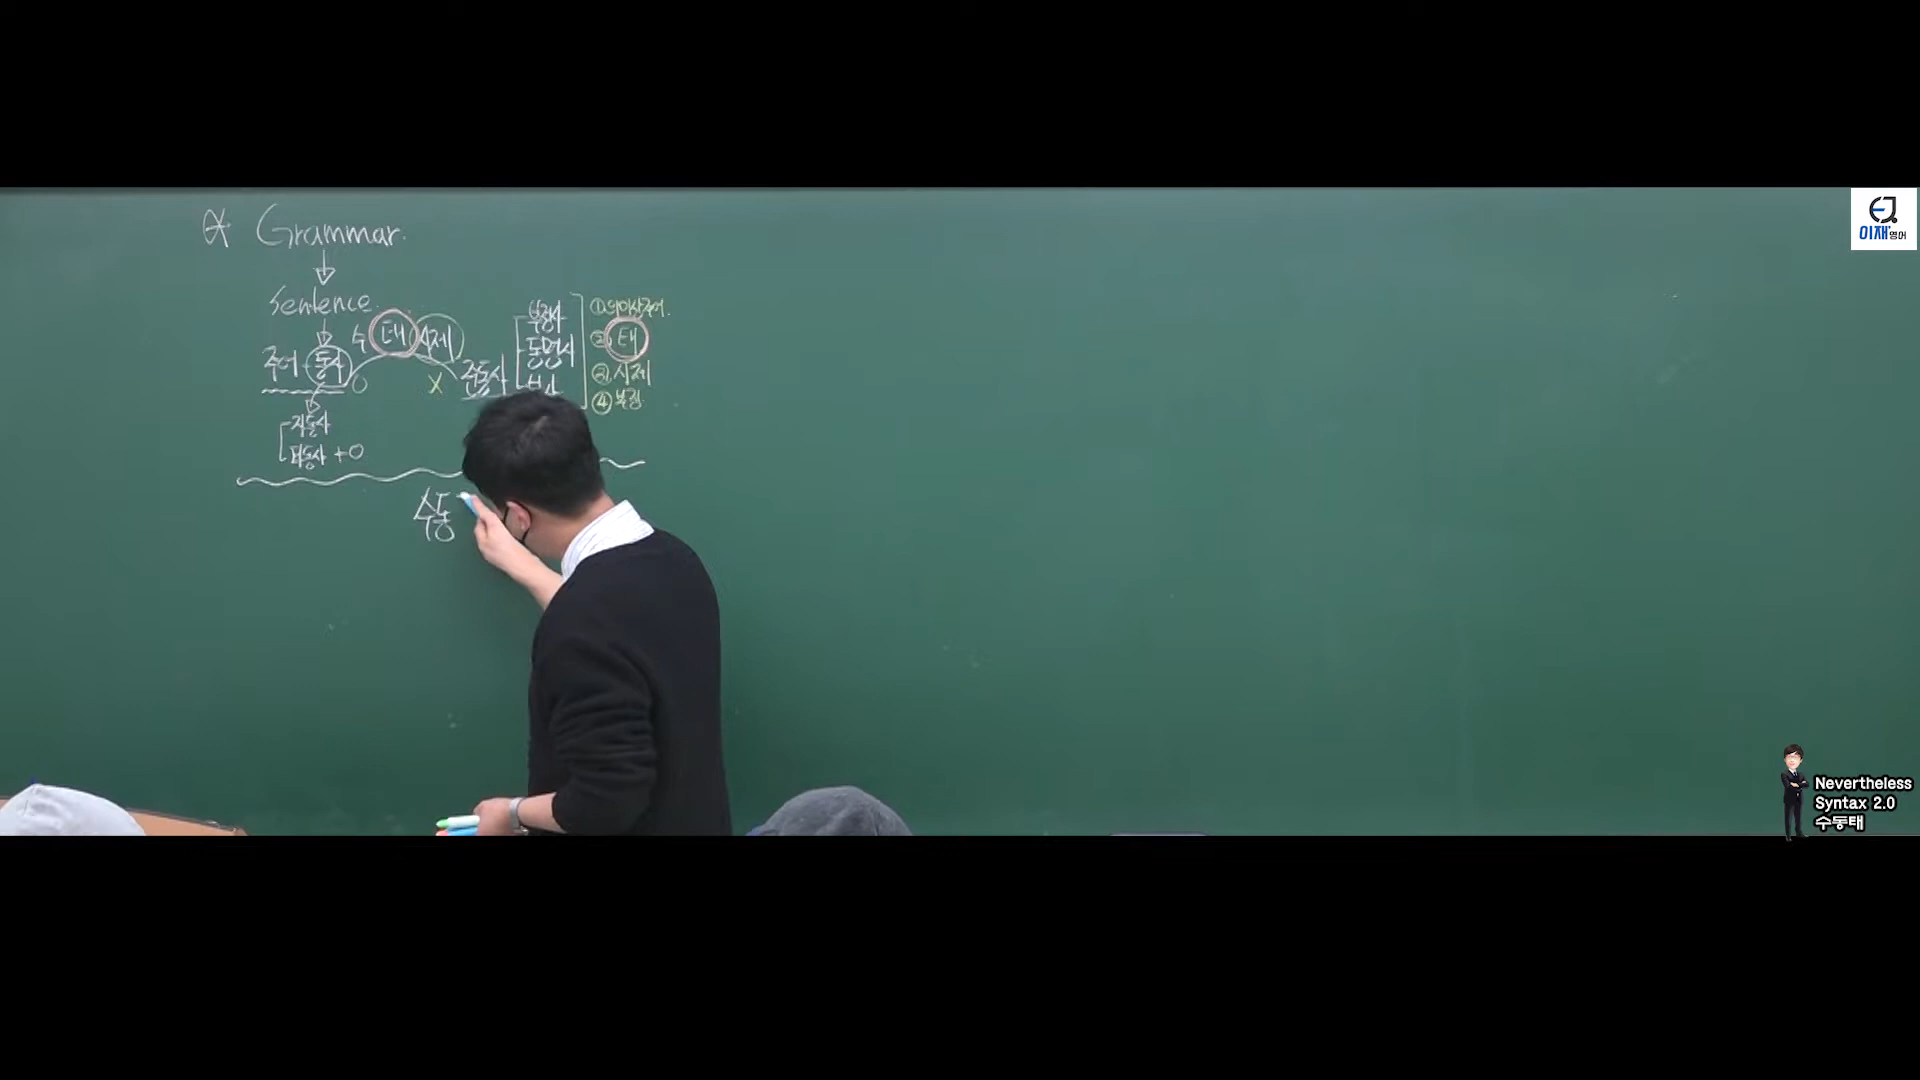 Grammar.
Sentence.
수 태 시제
주어 동사 O X 준동사
부정사
동명사
분사
① 의미상주어.
② 태
③ 시제
④ 부정
자동사
타동사 + O
수동
EJ.
이재영어
Nevertheless
Syntax 2.0
수동태